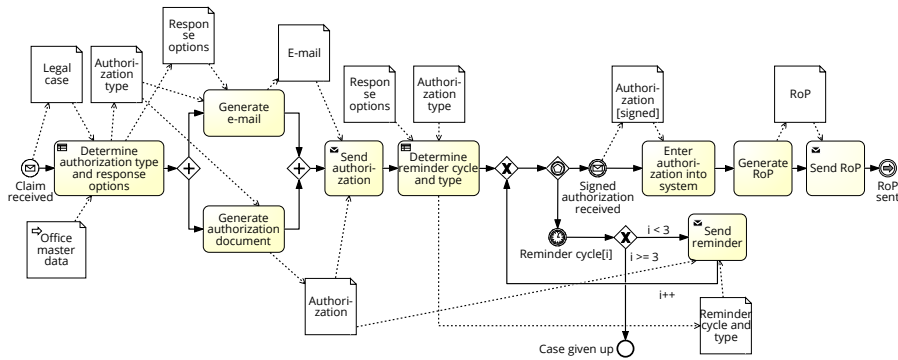 Respon
se
options
Legal
case
Authori-
zation
type
E-mail
Respon
se
options
Authori-
zation
type
Authori-
zation
[signed]
RoP
Generate
e-mail
Claim
received
Determine
authorization type
and response
options
Send
authori-
zation
Determine
reminder cycle
and type
Signed
authorization
received
Enter
authori-
zation into
system
Generate
RoP
Send RoP
RoP
sent
Office
master
data
Generate
authorization
document
Reminder cycle[i]
i < 3
i >= 3
Send
reminder
Authori-
zation
i++
Reminder
cycle and
type
Case given up